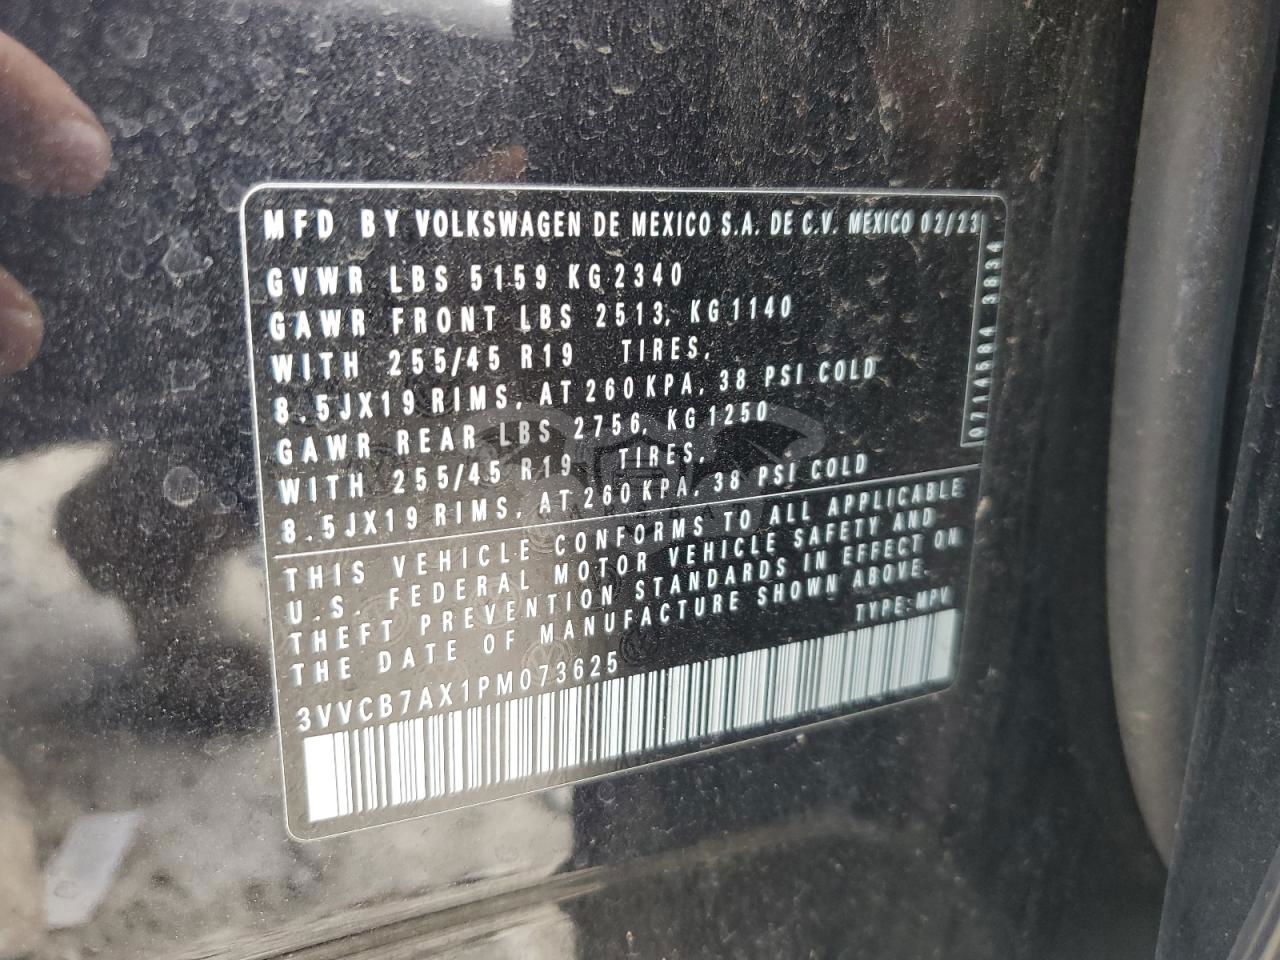 MFD BY VOLKSWAGEN DE MEXICO S.A. DE C.V. MEXICO 02/23
GVWR LBS 5159 KG 2340
GAWR FRONT LBS 2513, KG 1140
WITH 255/45 R19 TIRES,
8.5JX19 RIMS, AT 260 KPA, 38 PSI COLD
GAWR REAR LBS 2756, KG 1250
WITH 255/45 R19 TIRES,
8.5JX19 RIMS, AT 260 KPA, 38 PSI COLD
THIS VEHICLE CONFORMS TO ALL APPLICABLE
U.S. FEDERAL MOTOR VEHICLE SAFETY AND
THEFT PREVENTION STANDARDS IN EFFECT ON
THE DATE OF MANUFACTURE SHOWN ABOVE.
TYPE: MPV
3VVCB7AX1PM073625
3834